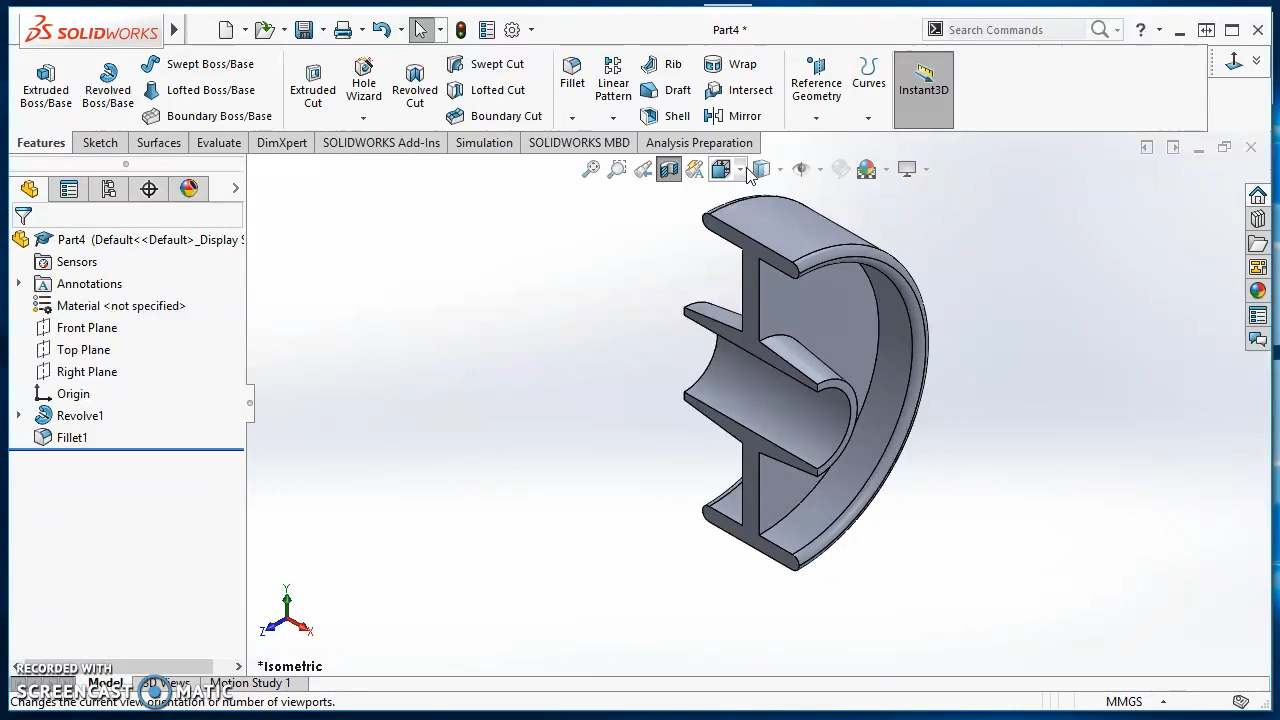 SOLIDWORKS
Part4 *
Search Commands
?
Extruded Boss/Base
Revolved Boss/Base
Swept Boss/Base
Lofted Boss/Base
Boundary Boss/Base
Extruded Cut
Hole Wizard
Revolved Cut
Swept Cut
Lofted Cut
Boundary Cut
Fillet
Linear Pattern
Rib
Draft
Shell
Wrap
Intersect
Mirror
Reference Geometry
Curves
Instant3D
Features Sketch Surfaces Evaluate DimXpert SOLIDWORKS Add-Ins Simulation SOLIDWORKS MBD Analysis Preparation
Part4 (Default<<Default>_Display S
Sensors
Annotations
Material <not specified>
Front Plane
Top Plane
Right Plane
Origin
Revolve1
Fillet1
Y
Z X
*Isometric
RECORDED WITH
SCREENCAST MATIC
Model 3D Views Motion Study 1
Changes the current view orientation or number of viewports.
MMGS